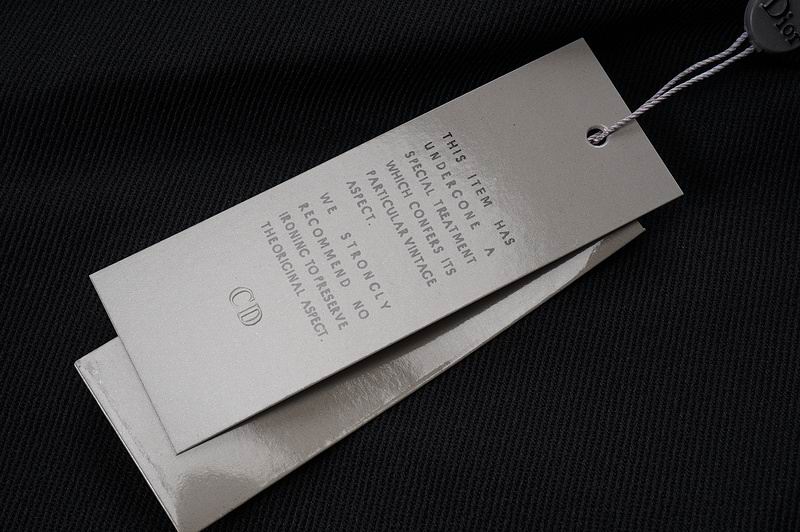 THIS ITEM HAS
UNDERGONE A
SPECIAL TREATMENT
WHICH CONFERS ITS
PARTICULAR VINTAGE
ASPECT.
WE STRONGLY
RECOMMEND NO
IRONING TO PRESERVE
THE ORIGINAL ASPECT.
CD
Dior